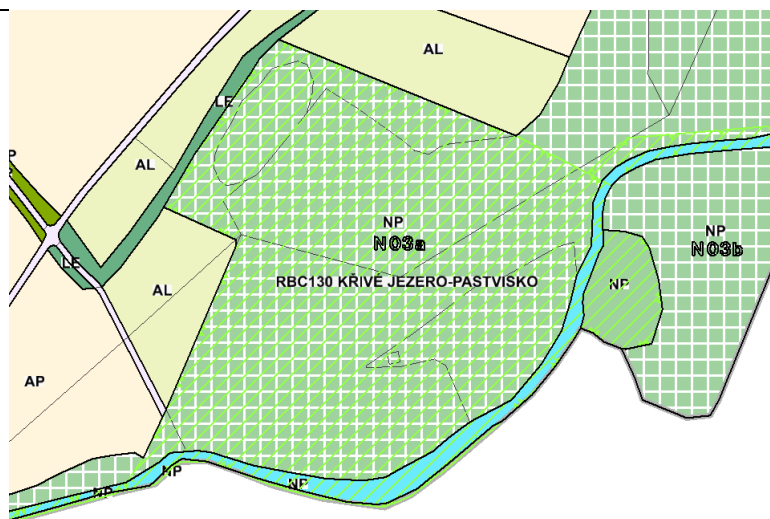 AL
LE
AL
P
NP
N03a
NP
N03b
LE
AL
RBC130 KŘIVÉ JEZERO-PASTVISKO
NP
AP
NP
NP
NP